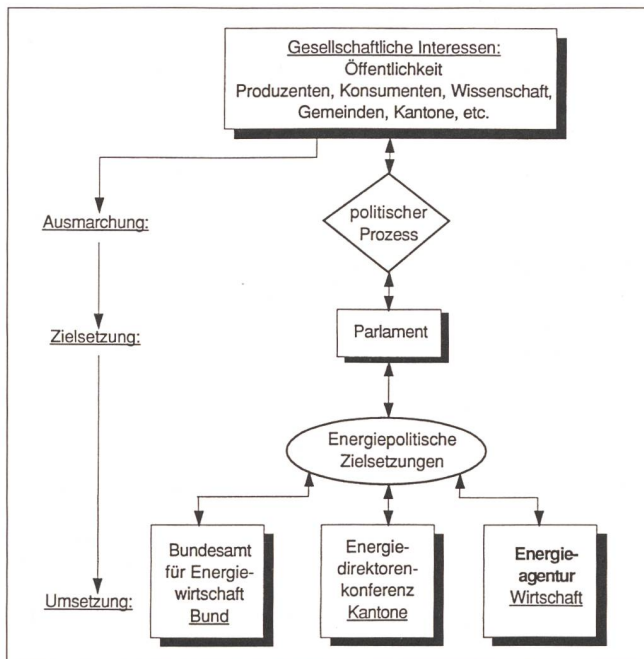 Gesellschaftliche Interessen:
Öffentlichkeit
Produzenten, Konsumenten, Wissenschaft,
Gemeinden, Kantone, etc.
Ausmarchung:
politischer
Prozess
Zielsetzung:
Parlament
Energiepolitische
Zielsetzungen
Umsetzung:
Bundesamt
für Energie-
wirtschaft
Bund
Energie-
direktoren-
konferenz
Kantone
Energie-
agentur
Wirtschaft